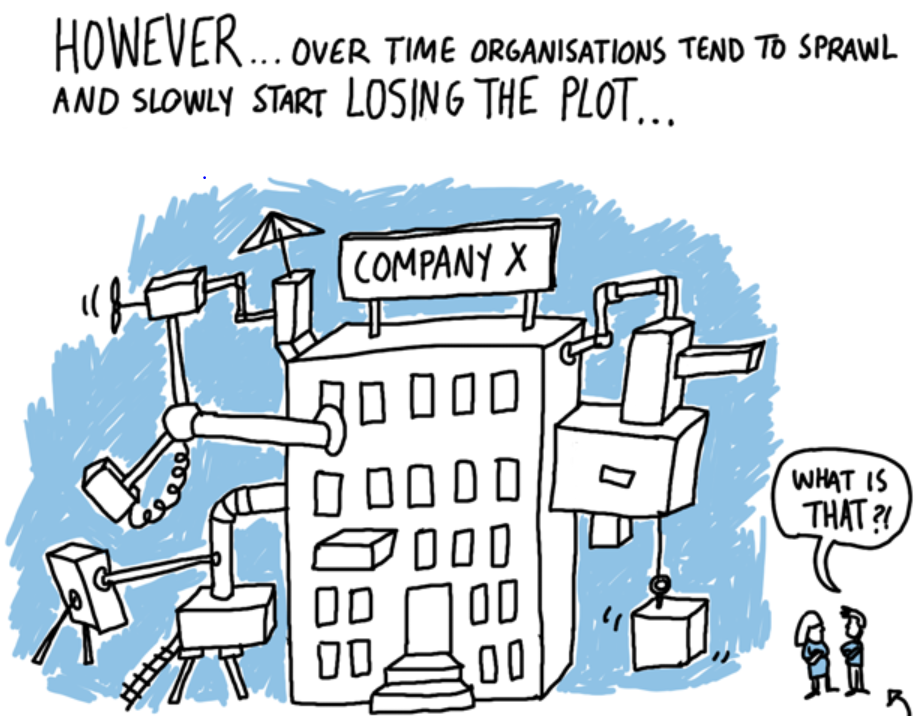 HOWEVER... OVER TIME ORGANISATIONS TEND TO SPRAWL
AND SLOWLY START LOSING THE PLOT...
COMPANY X
WHAT IS
THAT?!